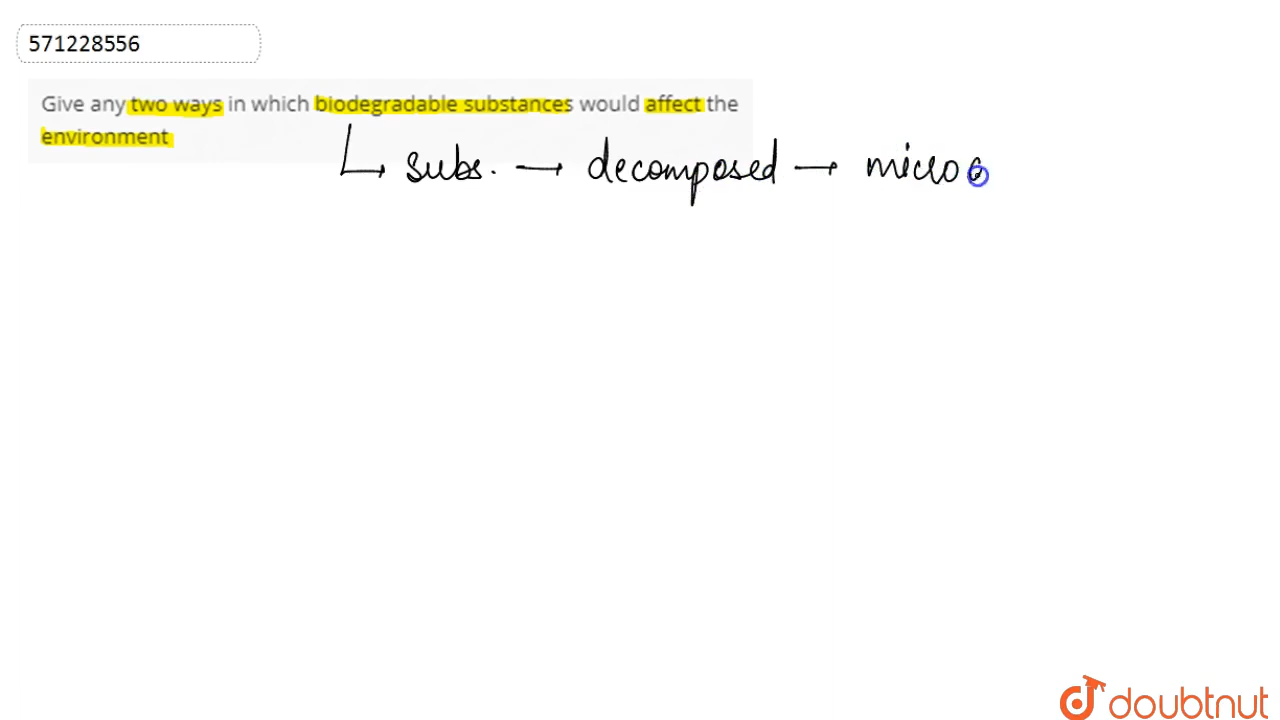 571228556
Give any two ways in which biodegradable substances would affect the
environment
subs. → decomposed → micro o
doubtnut